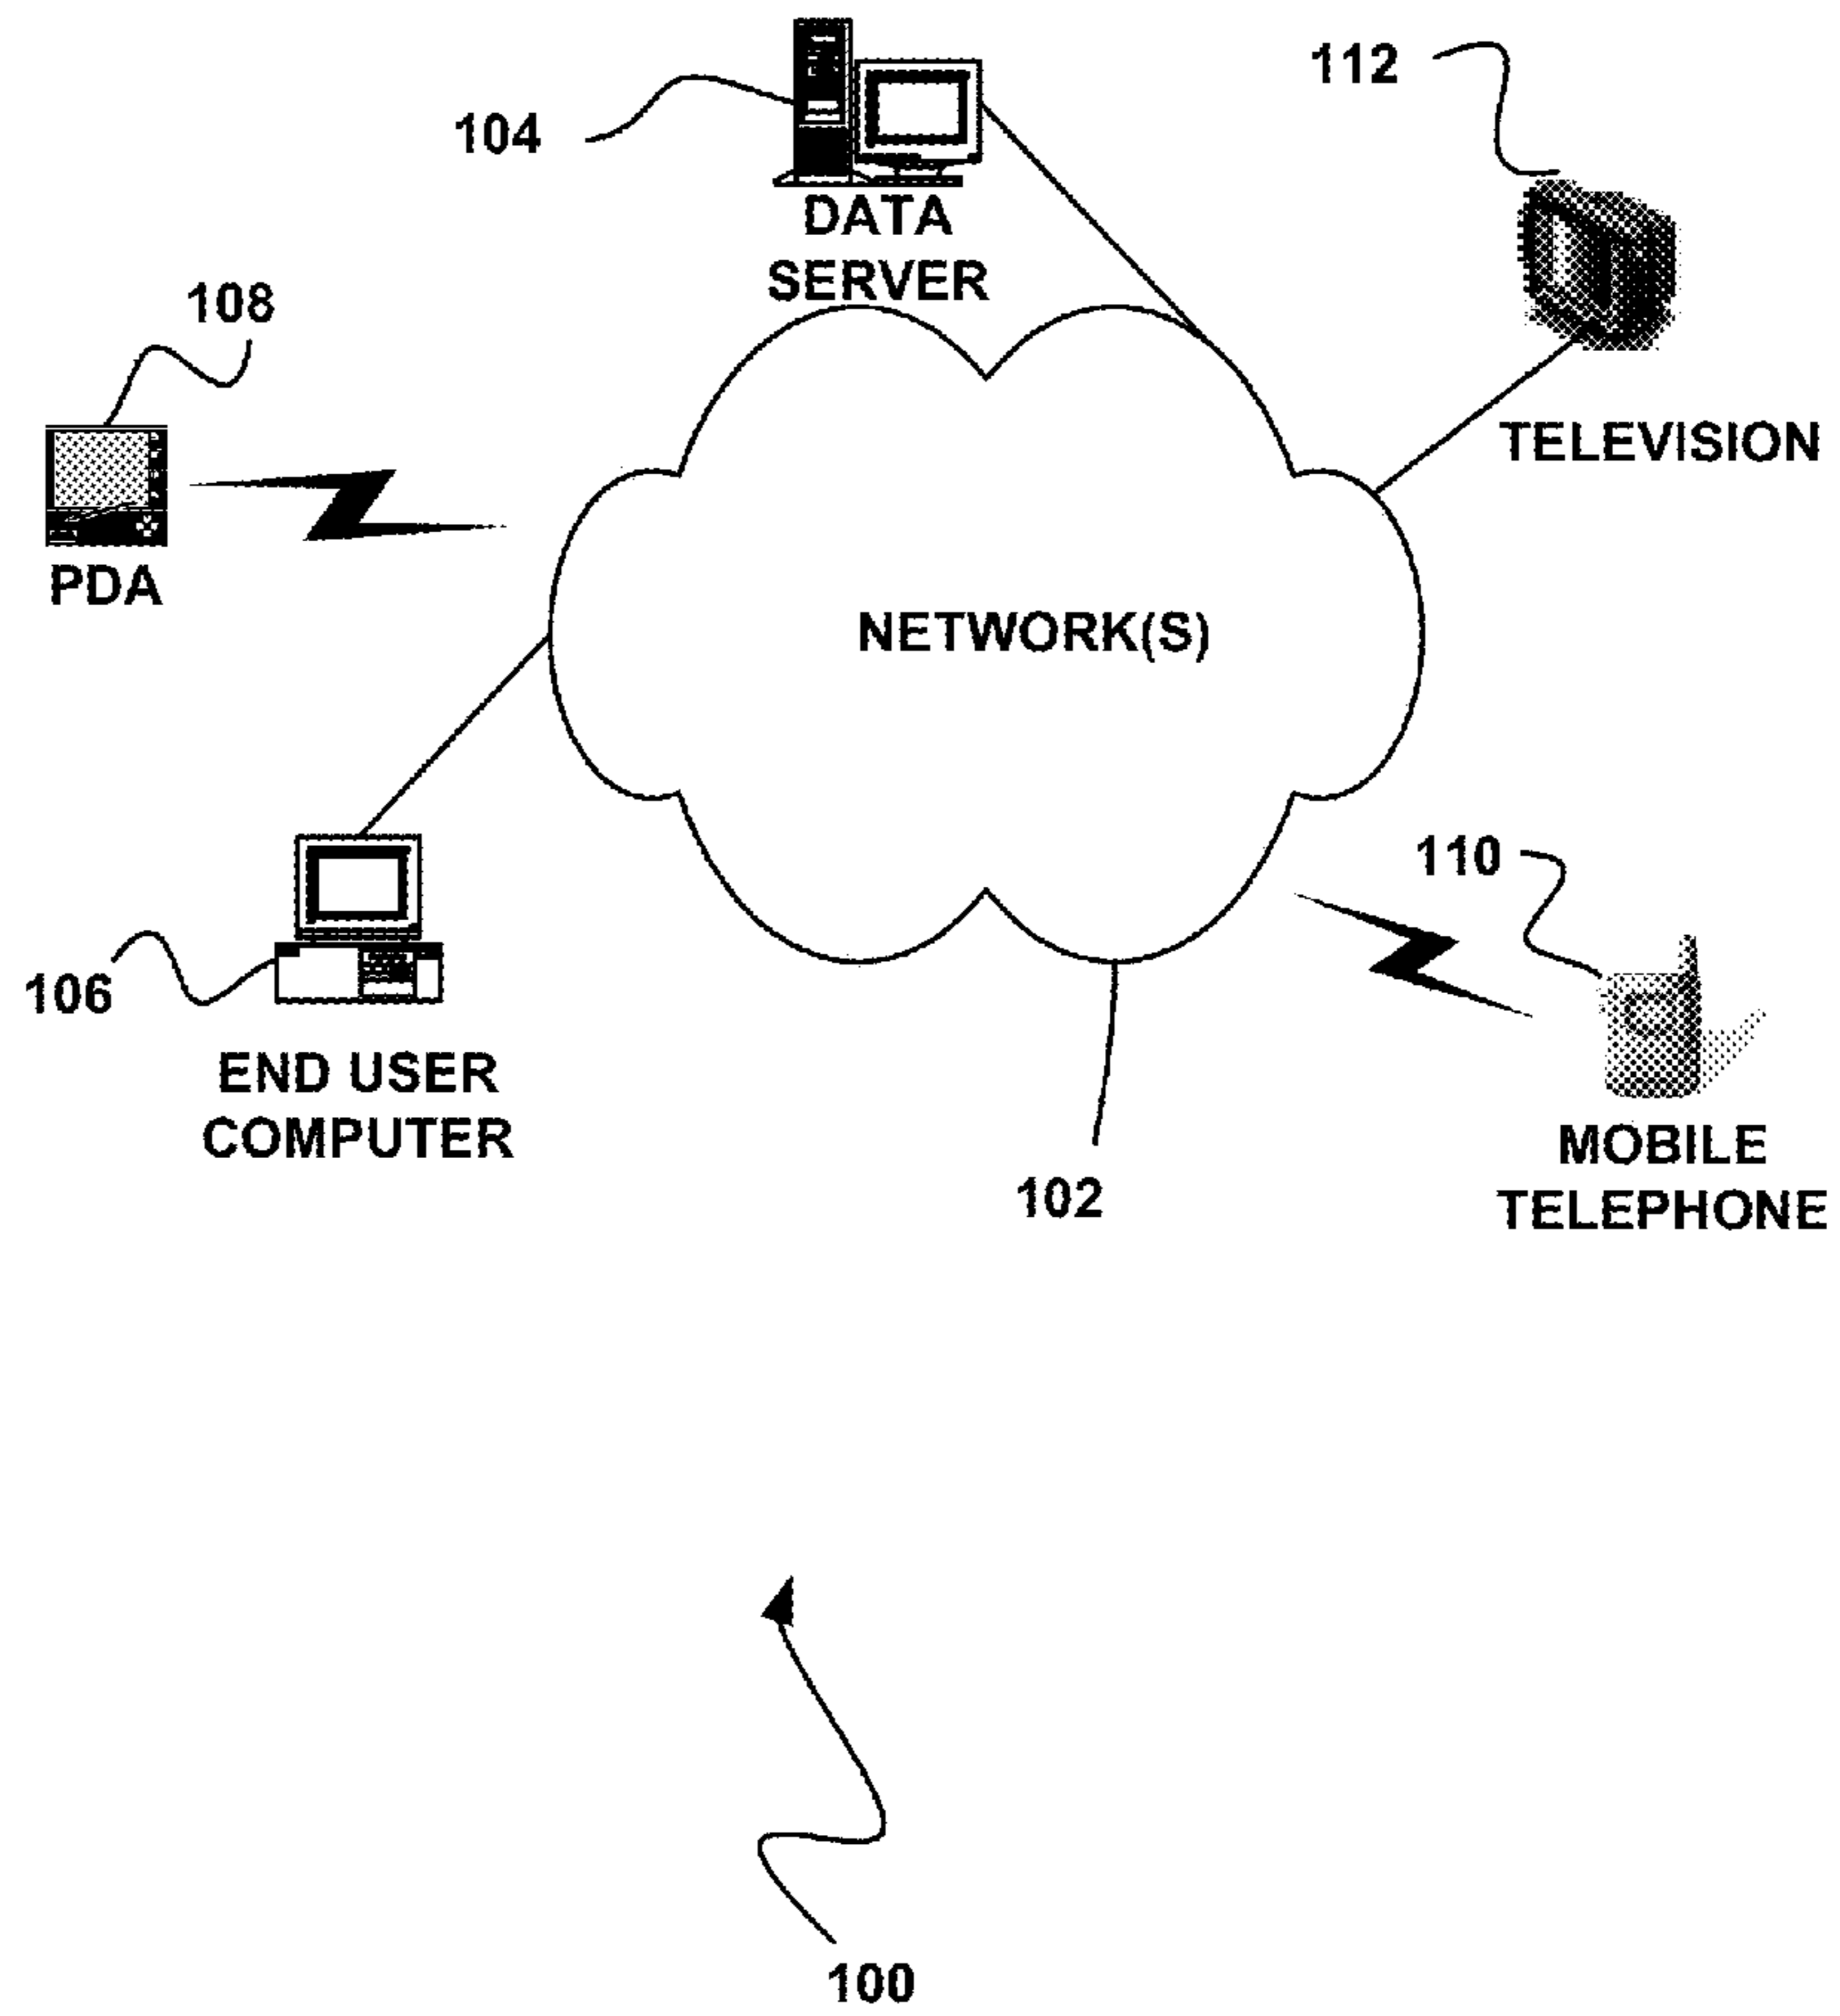 112
104
DATA
SERVER
108
TELEVISION
PDA
NETWORK(S)
110
106
END USER
COMPUTER
MOBILE
TELEPHONE
102
100